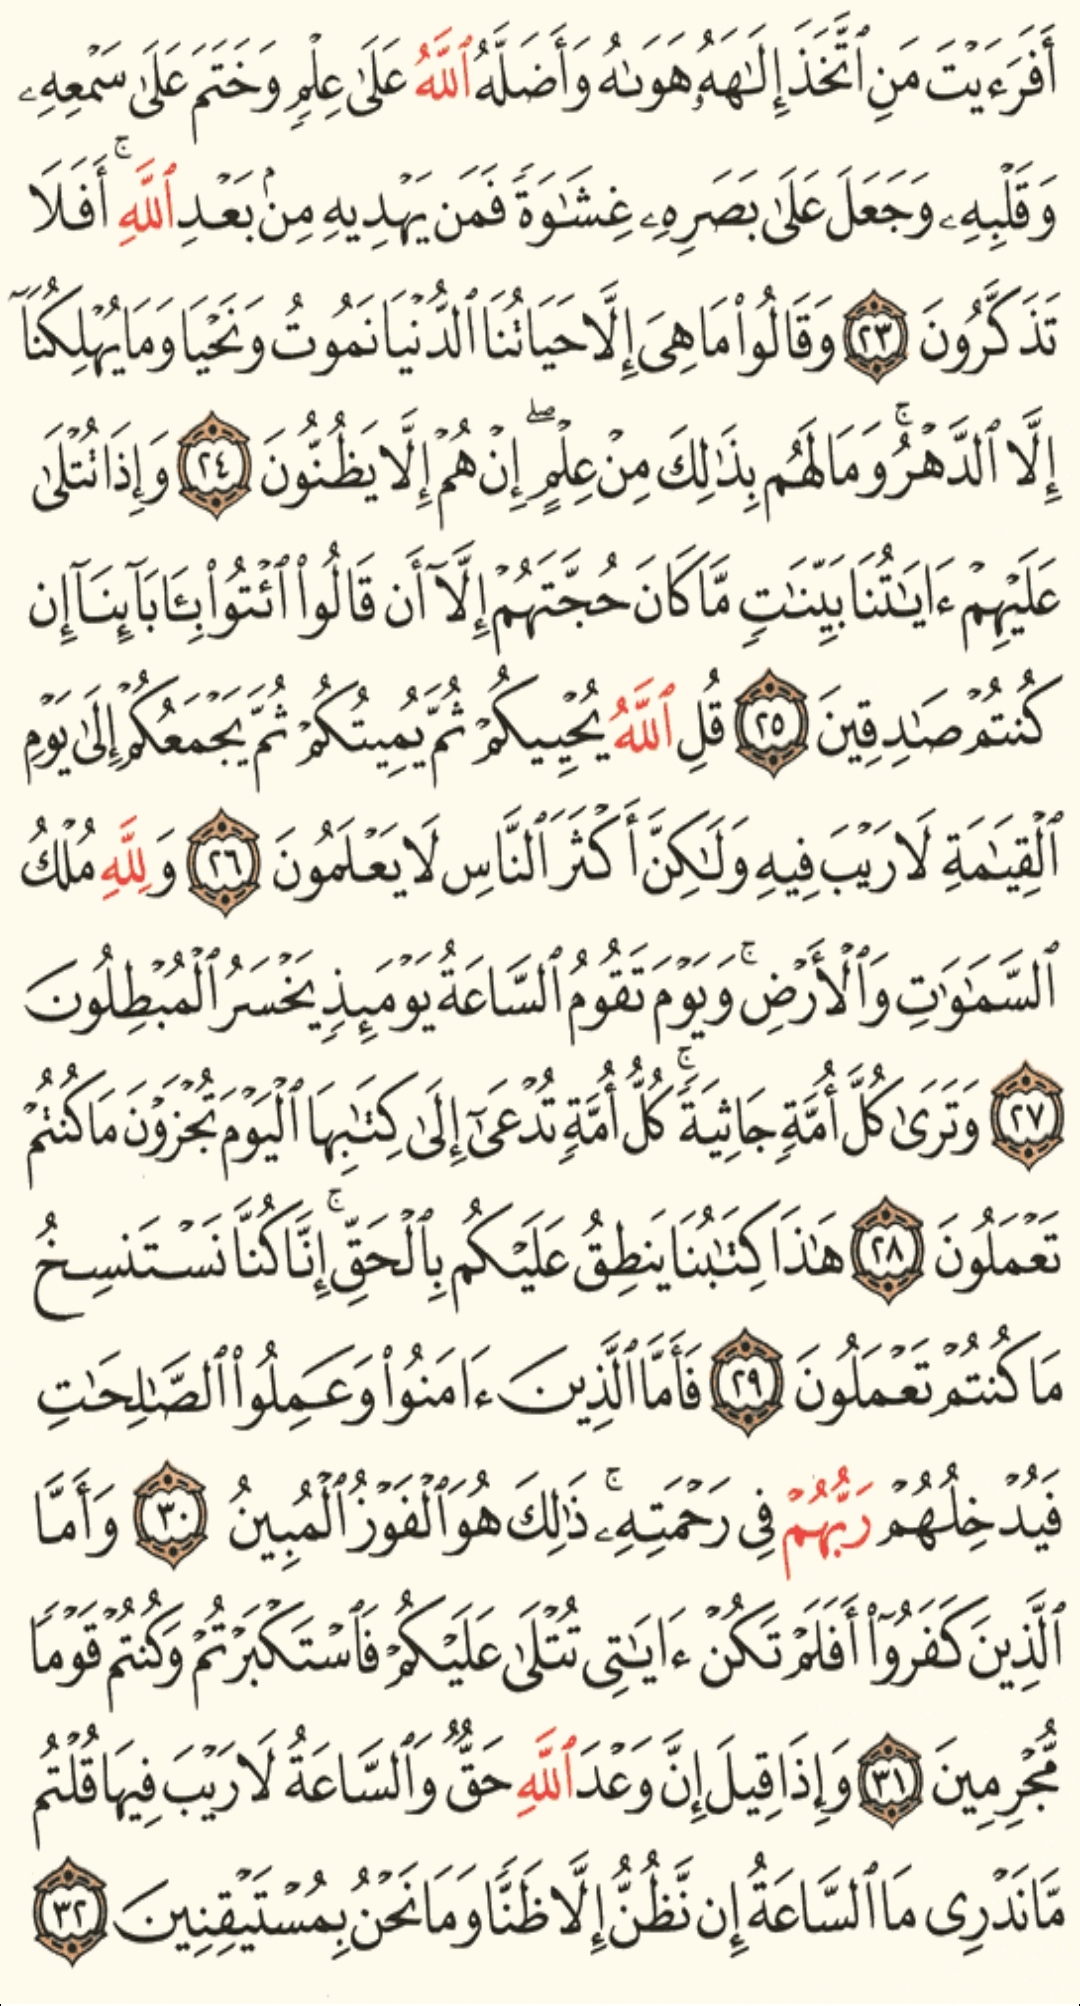 أَفَرَءَيْتَ مَنِ ٱتَّخَذَ إِلَـٰهَهُۥ هَوَىٰهُ وَأَضَلَّهُ ٱللَّهُ عَلَىٰ عِلْمٍ وَخَتَمَ عَلَىٰ سَمْعِهِۦ
وَقَلْبِهِۦ وَجَعَلَ عَلَىٰ بَصَرِهِۦ غِشَـٰوَةً فَمَن يَهْدِيهِ مِنۢ بَعْدِ ٱللَّهِ ۚ أَفَلَا
تَذَكَّرُونَ ٢٣ وَقَالُوا۟ مَا هِىَ إِلَّا حَيَاتُنَا ٱلدُّنْيَا نَمُوتُ وَنَحْيَا وَمَا يُهْلِكُنَآ
إِلَّا ٱلدَّهْرُ ۚ وَمَا لَهُم بِذَٰلِكَ مِنْ عِلْمٍ ۖ إِنْ هُمْ إِلَّا يَظُنُّونَ ٢٤ وَإِذَا تُتْلَىٰ
عَلَيْهِمْ ءَايَـٰتُنَا بَيِّنَـٰتٍ مَّا كَانَ حُجَّتَهُمْ إِلَّآ أَن قَالُوا۟ ٱئْتُوا۟ بِـَٔابَآئِنَآ إِن
كُنتُمْ صَـٰدِقِينَ ٢٥ قُلِ ٱللَّهُ يُحْيِيكُمْ ثُمَّ يُمِيتُكُمْ ثُمَّ يَجْمَعُكُمْ إِلَىٰ يَوْمِ
ٱلْقِيَـٰمَةِ لَا رَيْبَ فِيهِ وَلَـٰكِنَّ أَكْثَرَ ٱلنَّاسِ لَا يَعْلَمُونَ ٢٦ وَلِلَّهِ مُلْكُ
ٱلسَّمَـٰوَٰتِ وَٱلْأَرْضِ ۚ وَيَوْمَ تَقُومُ ٱلسَّاعَةُ يَوْمَئِذٍ يَخْسَرُ ٱلْمُبْطِلُونَ
٢٧ وَتَرَىٰ كُلَّ أُمَّةٍ جَاثِيَةً ۚ كُلُّ أُمَّةٍ تُدْعَىٰٓ إِلَىٰ كِتَـٰبِهَا ٱلْيَوْمَ تُجْزَوْنَ مَا كُنتُمْ
تَعْمَلُونَ ٢٨ هَـٰذَا كِتَـٰبُنَا يَنطِقُ عَلَيْكُم بِٱلْحَقِّ ۚ إِنَّا كُنَّا نَسْتَنسِخُ
مَا كُنتُمْ تَعْمَلُونَ ٢٩ فَأَمَّا ٱلَّذِينَ ءَامَنُوا۟ وَعَمِلُوا۟ ٱلصَّـٰلِحَـٰتِ
فَيُدْخِلُهُمْ رَبُّهُمْ فِى رَحْمَتِهِۦ ۚ ذَٰلِكَ هُوَ ٱلْفَوْزُ ٱلْمُبِينُ ٣٠ وَأَمَّا
ٱلَّذِينَ كَفَرُوٓا۟ أَفَلَمْ تَكُنْ ءَايَـٰتِى تُتْلَىٰ عَلَيْكُمْ فَٱسْتَكْبَرْتُمْ وَكُنتُمْ قَوْمًا
مُّجْرِمِينَ ٣١ وَإِذَا قِيلَ إِنَّ وَعْدَ ٱللَّهِ حَقٌّ وَٱلسَّاعَةُ لَا رَيْبَ فِيهَا قُلْتُم
مَّا نَدْرِى مَا ٱلسَّاعَةُ إِن نَّظُنُّ إِلَّا ظَنًّا وَمَا نَحْنُ بِمُسْتَيْقِنِينَ ٣٢